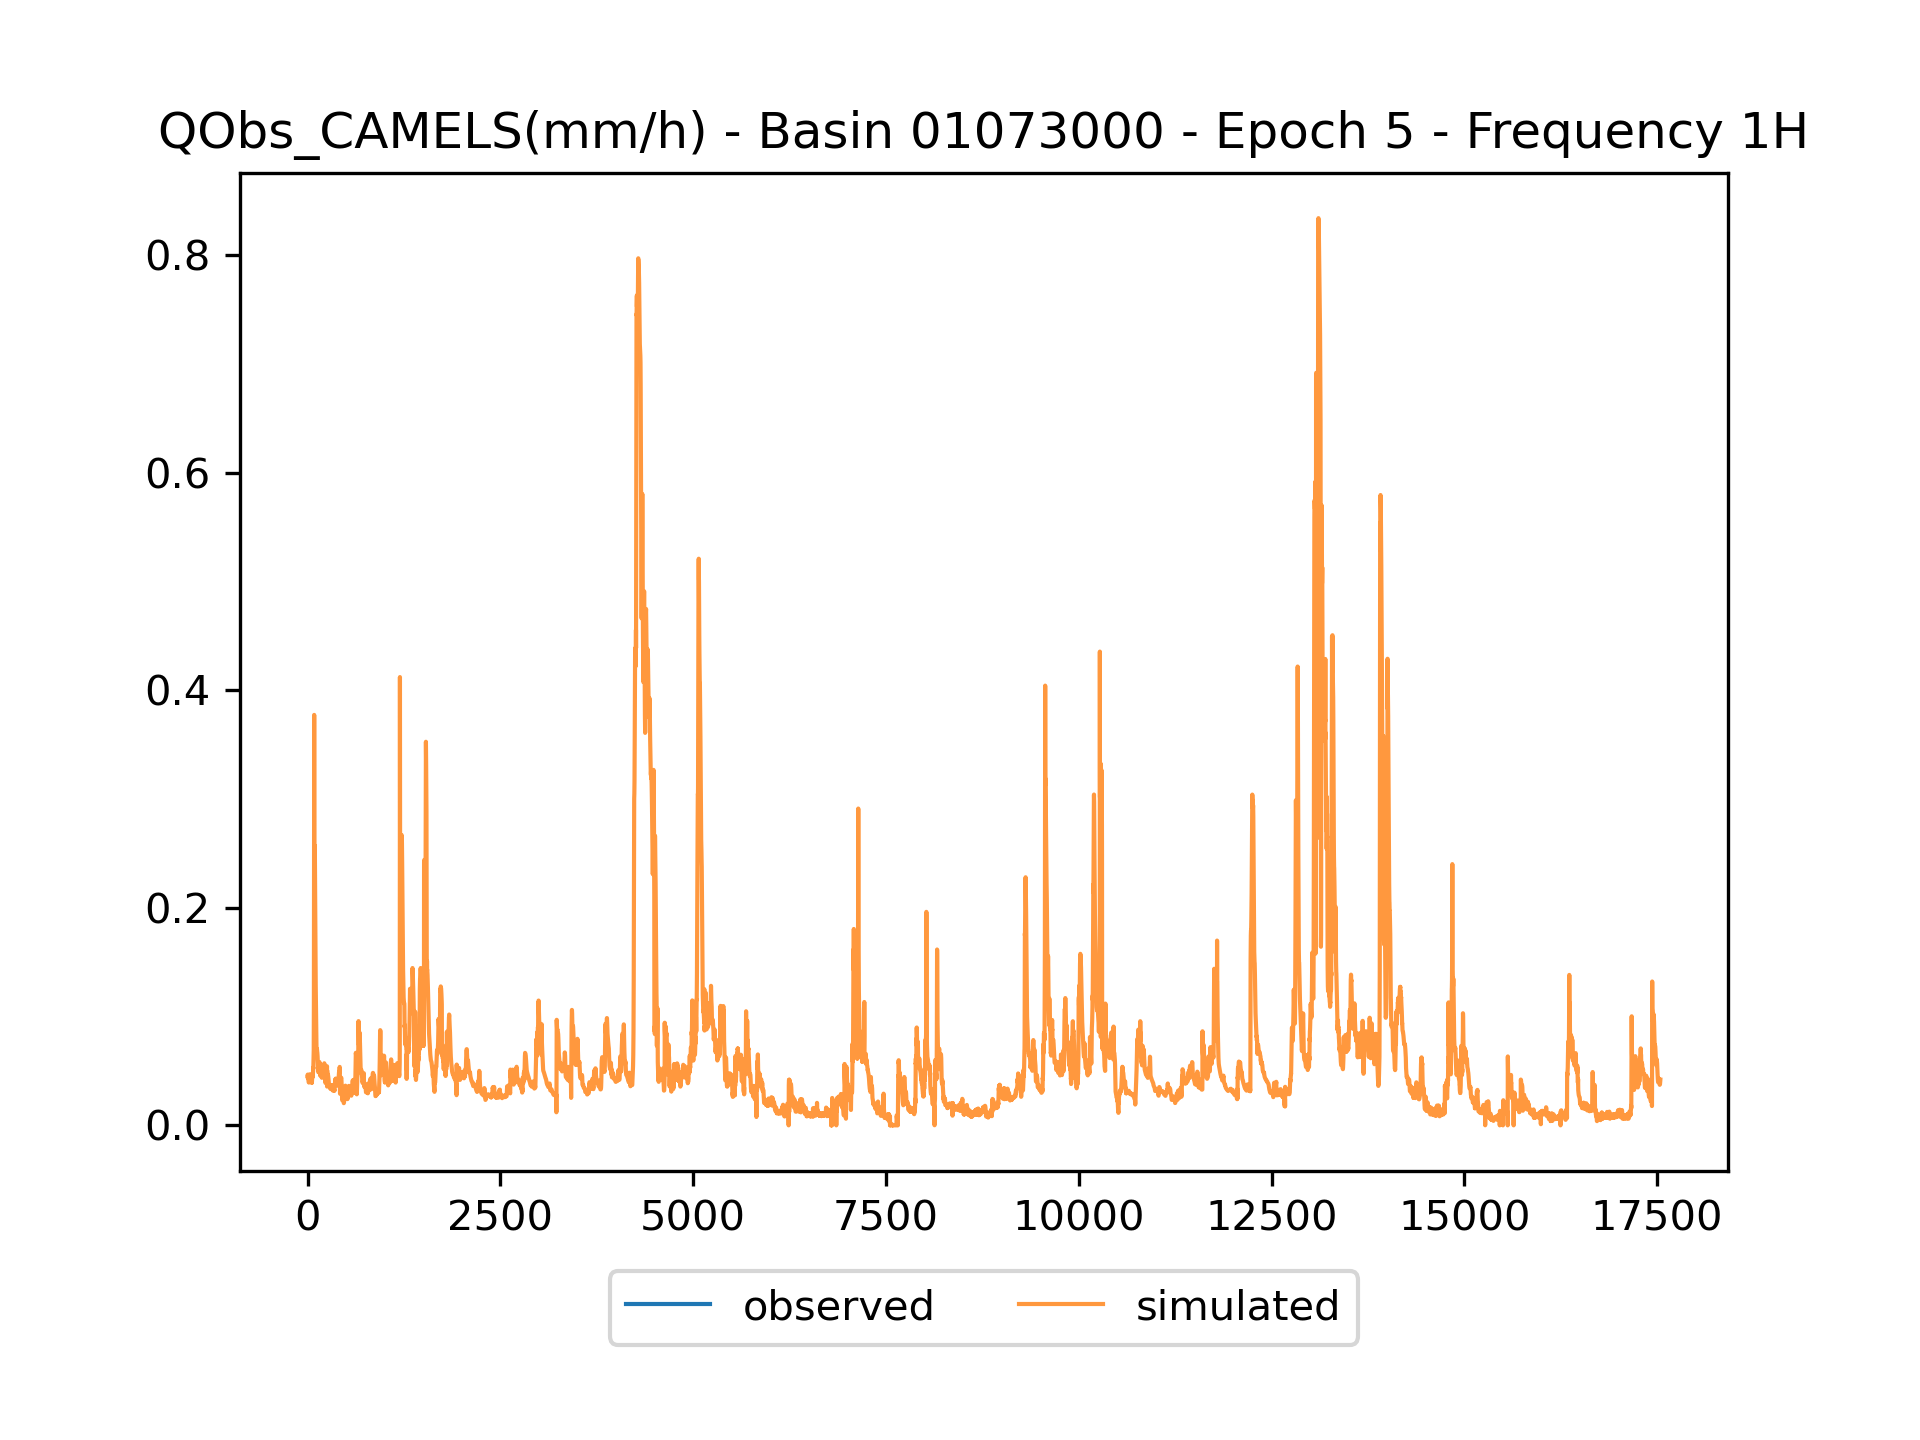 QObs_CAMELS(mm/h) - Basin 01073000 - Epoch 5 - Frequency 1H
0.8
0.6
0.4
0.2
0.0
0 2500 5000 7500 10000 12500 15000 17500
observed simulated